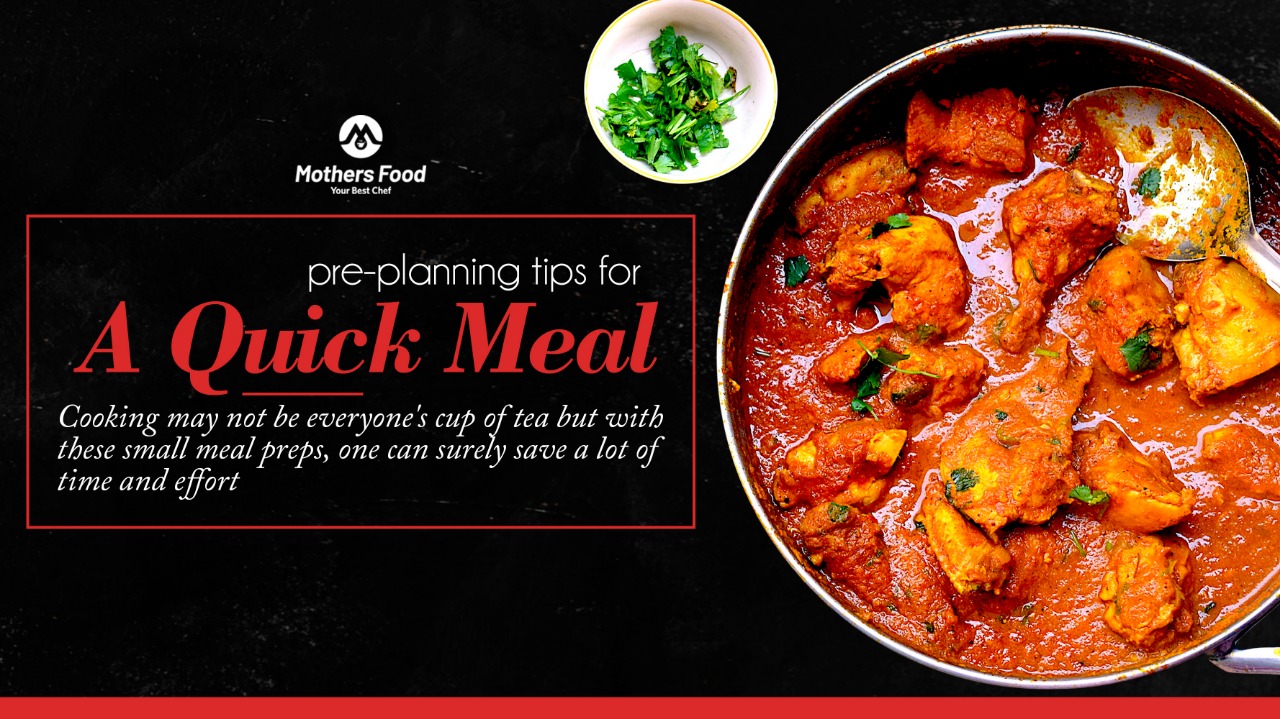 Mothers Food
Your Best Chef
pre-planning tips for
A Quick Meal
Cooking may not be everyone's cup of tea but with
these small meal preps, one can surely save a lot of
time and effort